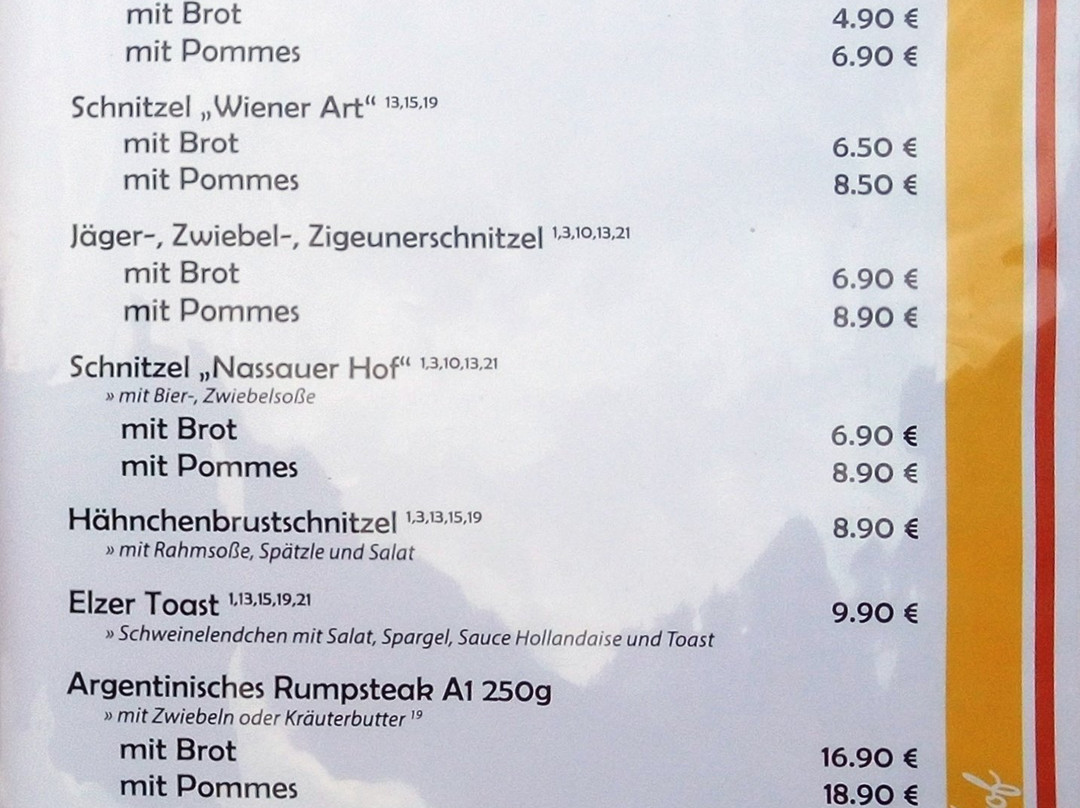 mit Brot 4.90 €
mit Pommes 6.90 €
Schnitzel „Wiener Art“ 13,15,19
mit Brot 6.50 €
mit Pommes 8.50 €
Jäger-, Zwiebel-, Zigeunerschnitzel 1,3,10,13,21
mit Brot 6.90 €
mit Pommes 8.90 €
Schnitzel „Nassauer Hof“ 1,3,10,13,21
» mit Bier-, Zwiebelsoße
mit Brot 6.90 €
mit Pommes 8.90 €
Hähnchenbrustschnitzel 1,3,13,15,19 8.90 €
» mit Rahmsoße, Spätzle und Salat
Elzer Toast 1,13,15,19,21 9.90 €
» Schweinelendchen mit Salat, Spargel, Sauce Hollandaise und Toast
Argentinisches Rumpsteak A1 250g
» mit Zwiebeln oder Kräuterbutter 19
mit Brot 16.90 €
mit Pommes 18.90 €